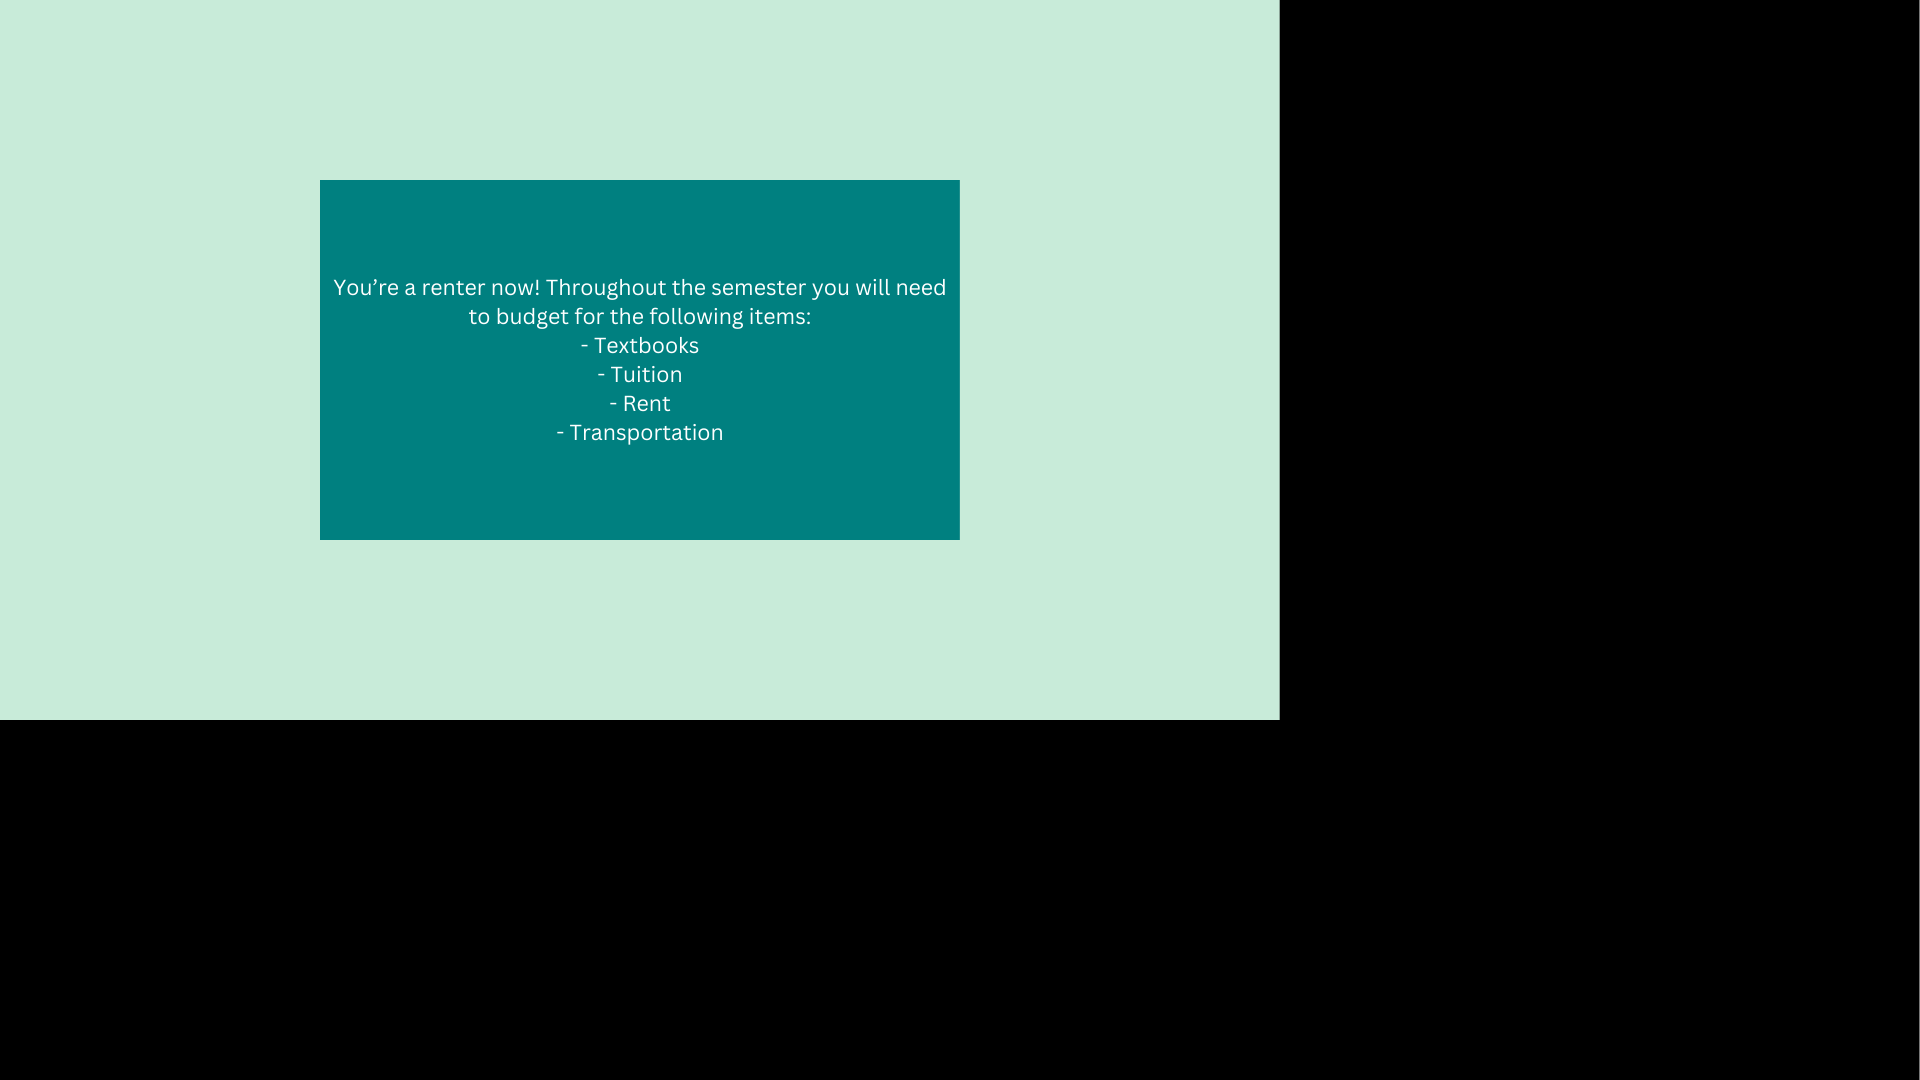 You’re a renter now! Throughout the semester you will need
to budget for the following items:
- Textbooks
- Tuition
- Rent
- Transportation